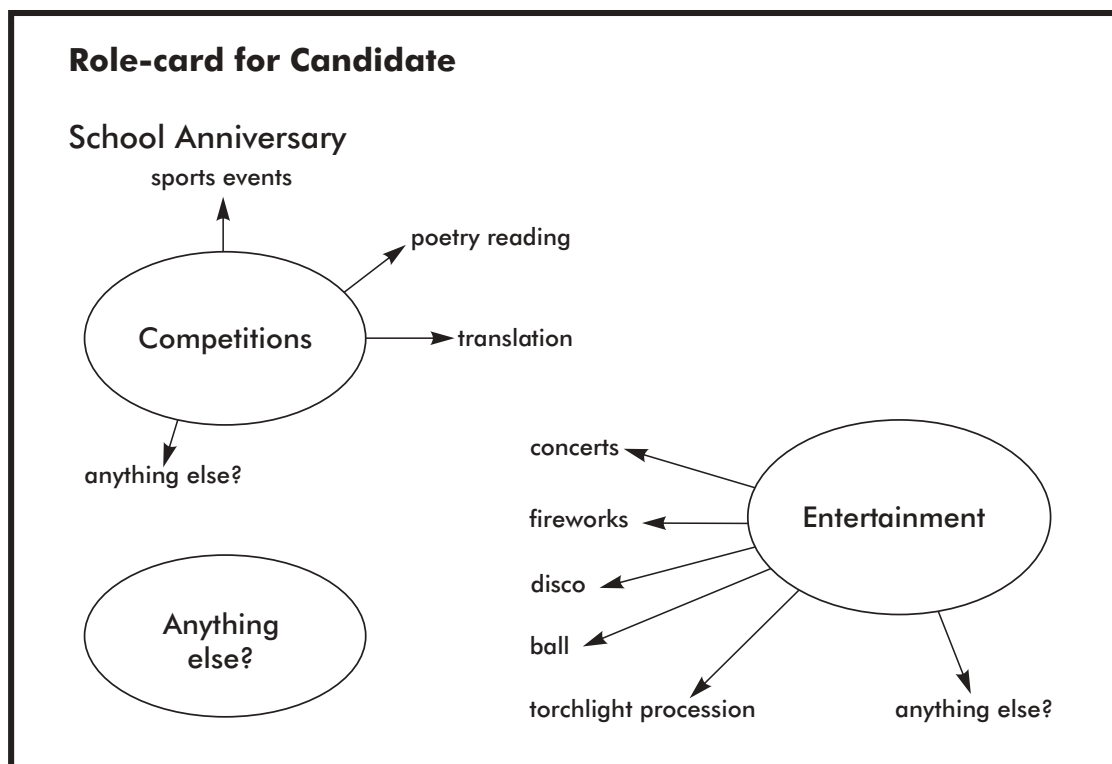 Role-card for Candidate
School Anniversary
sports events
poetry reading
Competitions
translation
anything else?
concerts
fireworks
Entertainment
disco
ball
torchlight procession
anything else?
Anything
else?